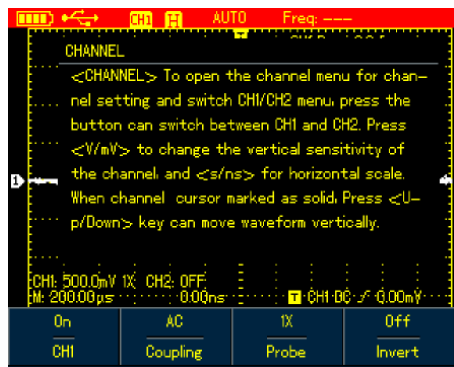 CH1 H AUTO Freq: ---
CHANNEL
<CHANNEL> To open the channel menu for chan-
nel setting and switch CH1/CH2 menu, press the
button can switch between CH1 and CH2. Press
<V/mV> to change the vertical sensitivity of
the channel and <s/ns> for horizontal scale.
When channel cursor marked as solid, Press <U-
p/Down> key can move waveform vertically.
1
CH1: 500.0mV 1X CH2: OFF
M: 200.00μs 0.00ns T CH1 DC 0.00mV
On AC 1X Off
CH1 Coupling Probe Invert